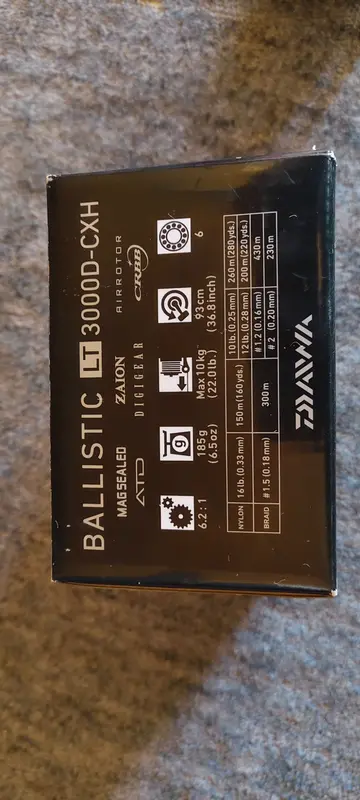 BALLISTIC LT 3000D-CXH
MAGSEALED ZAION AIRROTOR
ATD DIGIGEAR CRBB
9
6.2 : 1 185g Max 10kg 93cm 6
(6.5oz) (22.0lb.) (36.8inch)
NYLON 16lb.(0.33mm) 150m(160yds.) 10lb.(0.25mm) 260m(280yds.)
12lb.(0.28mm) 200m(220yds.)
BRAID #1.5(0.18mm) 300m #1.2(0.16mm) 430m
#2 (0.20mm) 230m
DAIWA